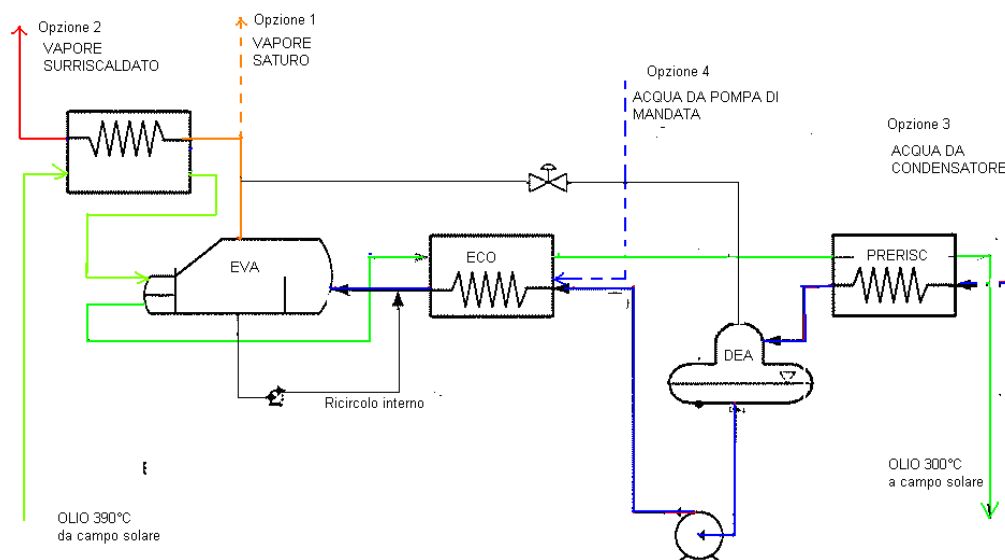 Opzione 2
VAPORE
SURRISCALDATO
Opzione 1
VAPORE
SATURO
Opzione 4
ACQUA DA POMPA DI
MANDATA
Opzione 3
ACQUA DA
CONDENSATORE
EVA
ECO
PRERISC
DEA
Ricircolo interno
E
OLIO 390°C
da campo solare
OLIO 300°C
a campo solare